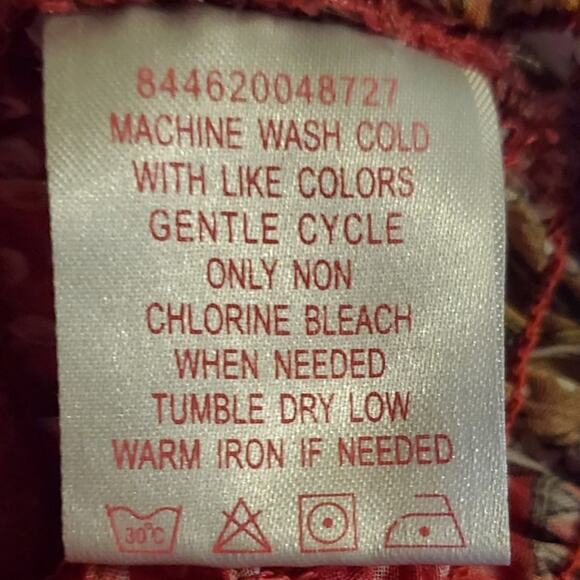 844620048727
MACHINE WASH COLD
WITH LIKE COLORS
GENTLE CYCLE
ONLY NON
CHLORINE BLEACH
WHEN NEEDED
TUMBLE DRY LOW
WARM IRON IF NEEDED
30°C